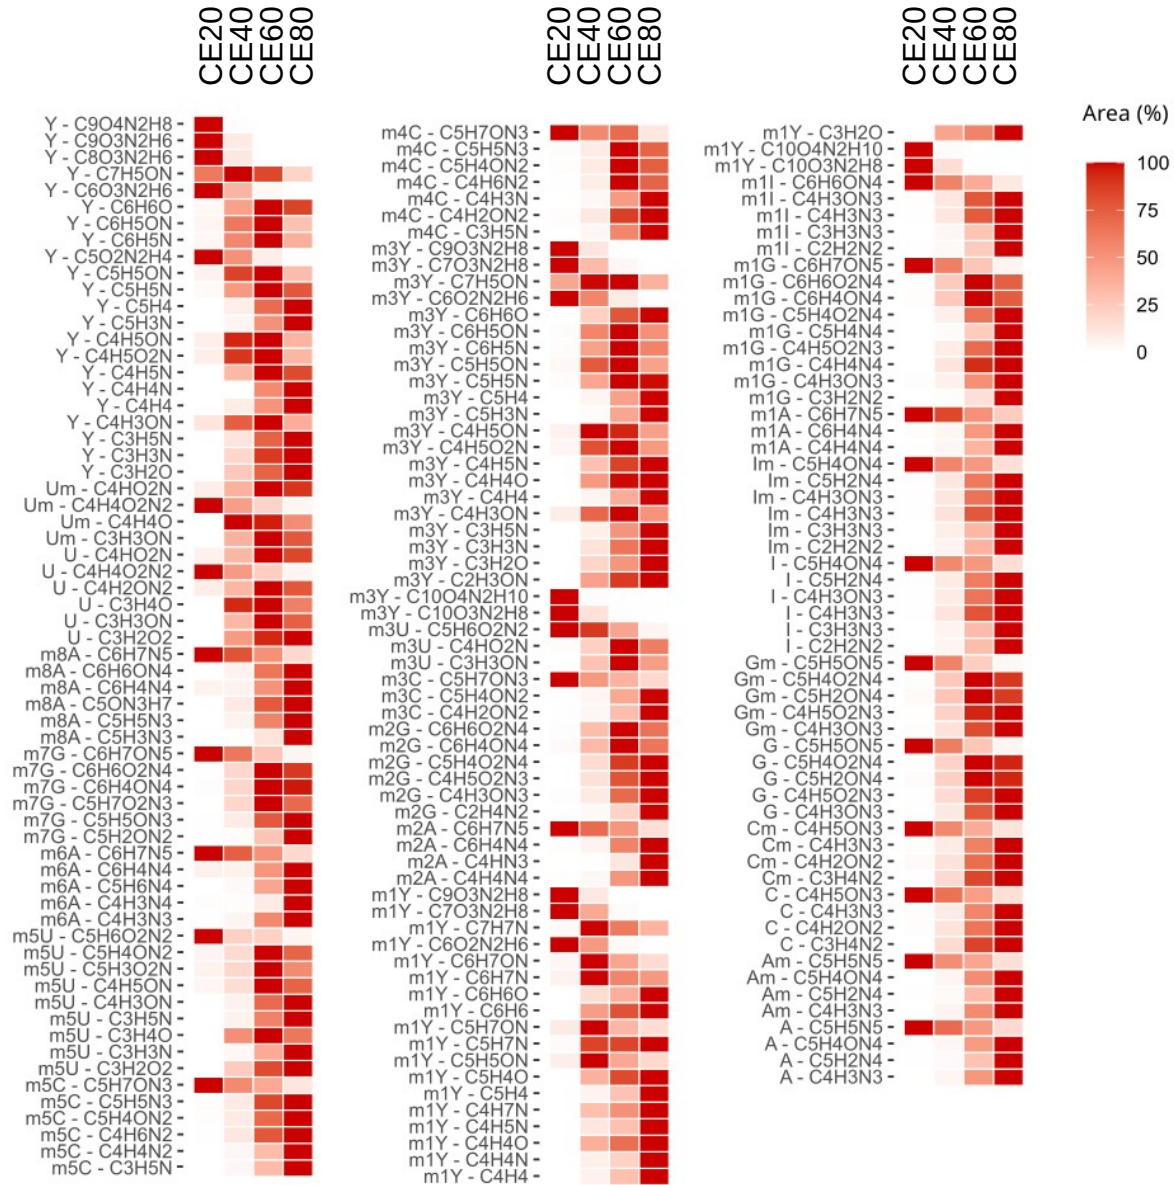 CE20 CE40 CE60 CE80
Y - C9O4N2H8
Y - C9O3N2H6
Y - C8O3N2H6
Y - C7H5ON
Y - C6O3N2H6
Y - C6H6O
Y - C6H5ON
Y - C6H5N
Y - C5O2N2H4
Y - C5H5ON
Y - C5H5N
Y - C5H4
Y - C5H3N
Y - C4H5ON
Y - C4H5O2N
Y - C4H5N
Y - C4H4N
Y - C4H4
Y - C4H3ON
Y - C3H5N
Y - C3H3N
Y - C3H2O
Um - C4HO2N
Um - C4H4O2N2
Um - C4H4O
Um - C3H3ON
U - C4HO2N
U - C4H4O2N2
U - C4H2ON2
U - C3H4O
U - C3H3ON
U - C3H2O2
m8A - C6H7N5
m8A - C6H6ON4
m8A - C6H4N4
m8A - C5ON3H7
m8A - C5H5N3
m8A - C5H3N3
m7G - C6H7ON5
m7G - C6H6O2N4
m7G - C6H4ON4
m7G - C5H7O2N3
m7G - C5H5ON3
m7G - C5H2ON2
m6A - C6H7N5
m6A - C6H4N4
m6A - C5H6N4
m6A - C4H3N4
m6A - C4H3N3
m5U - C5H6O2N2
m5U - C5H4ON2
m5U - C5H3O2N
m5U - C4H5ON
m5U - C4H3ON
m5U - C3H5N
m5U - C3H4O
m5U - C3H3N
m5U - C3H2O2
m5C - C5H7ON3
m5C - C5H5N3
m5C - C5H4ON2
m5C - C4H6N2
m5C - C4H4N2
m5C - C3H5N
CE20 CE40 CE60 CE80
m4C - C5H7ON3
m4C - C5H5N3
m4C - C5H4ON2
m4C - C4H6N2
m4C - C4H3N
m4C - C4H2ON2
m4C - C3H5N
m3Y - C9O3N2H8
m3Y - C7O3N2H8
m3Y - C7H5ON
m3Y - C6O2N2H6
m3Y - C6H6O
m3Y - C6H5ON
m3Y - C6H5N
m3Y - C5H5ON
m3Y - C5H5N
m3Y - C5H4
m3Y - C5H3N
m3Y - C4H5ON
m3Y - C4H5O2N
m3Y - C4H5N
m3Y - C4H4O
m3Y - C4H4
m3Y - C4H3ON
m3Y - C3H5N
m3Y - C3H3N
m3Y - C3H2O
m3Y - C2H3ON
m3Y - C10O4N2H10
m3Y - C10O3N2H8
m3U - C5H6O2N2
m3U - C4HO2N
m3U - C3H3ON
m3C - C5H7ON3
m3C - C5H4ON2
m3C - C4H2ON2
m2G - C6H6O2N4
m2G - C6H4ON4
m2G - C5H4O2N4
m2G - C4H5O2N3
m2G - C4H3ON3
m2G - C2H4N2
m2A - C6H7N5
m2A - C6H4N4
m2A - C4HN3
m2A - C4H4N4
m1Y - C9O3N2H8
m1Y - C7O3N2H8
m1Y - C7H7N
m1Y - C6O2N2H6
m1Y - C6H7ON
m1Y - C6H7N
m1Y - C6H6O
m1Y - C6H6
m1Y - C5H7ON
m1Y - C5H7N
m1Y - C5H5ON
m1Y - C5H4O
m1Y - C5H4
m1Y - C4H7N
m1Y - C4H5N
m1Y - C4H4O
m1Y - C4H4N
m1Y - C4H4
CE20 CE40 CE60 CE80
m1Y - C3H2O
m1Y - C10O4N2H10
m1Y - C10O3N2H8
m1I - C6H6ON4
m1I - C4H3ON3
m1I - C4H3N3
m1I - C3H3N3
m1I - C2H2N2
m1G - C6H7ON5
m1G - C6H6O2N4
m1G - C6H4ON4
m1G - C5H4O2N4
m1G - C5H4N4
m1G - C4H5O2N3
m1G - C4H4N4
m1G - C4H3ON3
m1G - C3H2N2
m1A - C6H7N5
m1A - C6H4N4
m1A - C4H4N4
Im - C5H4ON4
Im - C5H2N4
Im - C4H3ON3
Im - C4H3N3
Im - C3H3N3
Im - C2H2N2
I - C5H4ON4
I - C5H2N4
I - C4H3ON3
I - C4H3N3
I - C3H3N3
I - C2H2N2
Gm - C5H5ON5
Gm - C5H4O2N4
Gm - C5H2ON4
Gm - C4H5O2N3
Gm - C4H3ON3
G - C5H5ON5
G - C5H4O2N4
G - C5H2ON4
G - C4H5O2N3
G - C4H3ON3
Cm - C4H5ON3
Cm - C4H3N3
Cm - C4H2ON2
Cm - C3H4N2
C - C4H5ON3
C - C4H3N3
C - C4H2ON2
C - C3H4N2
Am - C5H5N5
Am - C5H4ON4
Am - C5H2N4
Am - C4H3N3
A - C5H5N5
A - C5H4ON4
A - C5H2N4
A - C4H3N3
Area (%)
100
75
50
25
0